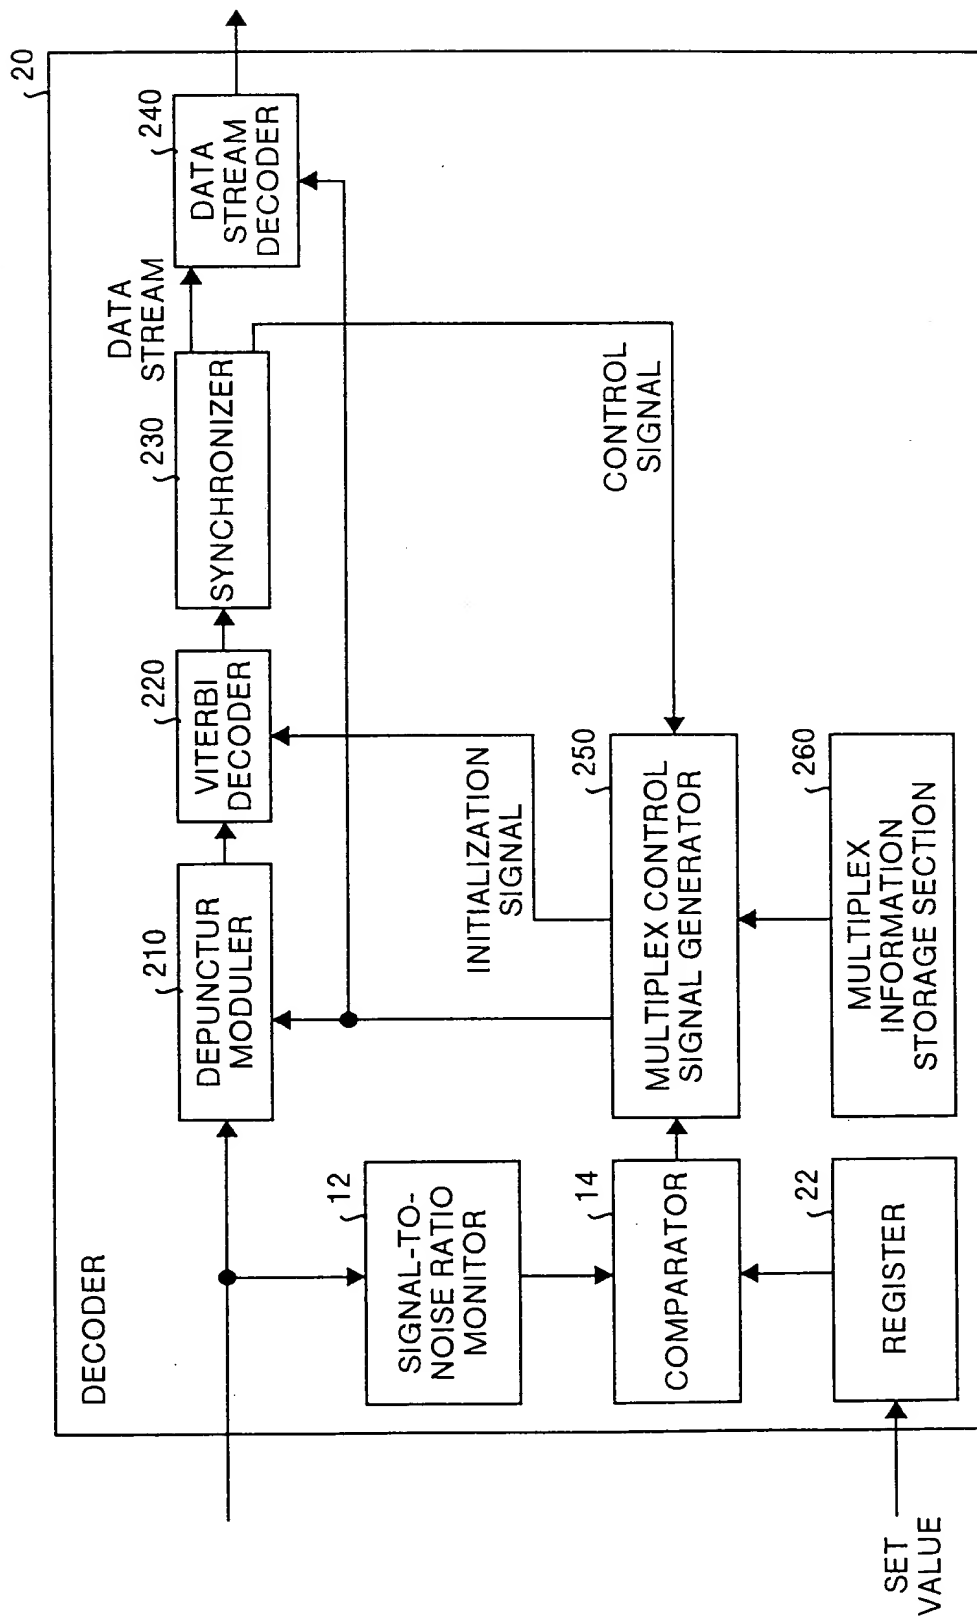 20
DECODER
210
DEPUNCTUR
MODULER
220
VITERBI
DECODER
230
SYNCHRONIZER
DATA
STREAM
240
DATA
STREAM
DECODER
12
SIGNAL-TO-
NOISE RATIO
MONITOR
INITIALIZATION
SIGNAL
CONTROL
SIGNAL
14
COMPARATOR
250
MULTIPLEX CONTROL
SIGNAL GENERATOR
22
REGISTER
260
MULTIPLEX
INFORMATION
STORAGE SECTION
SET
VALUE